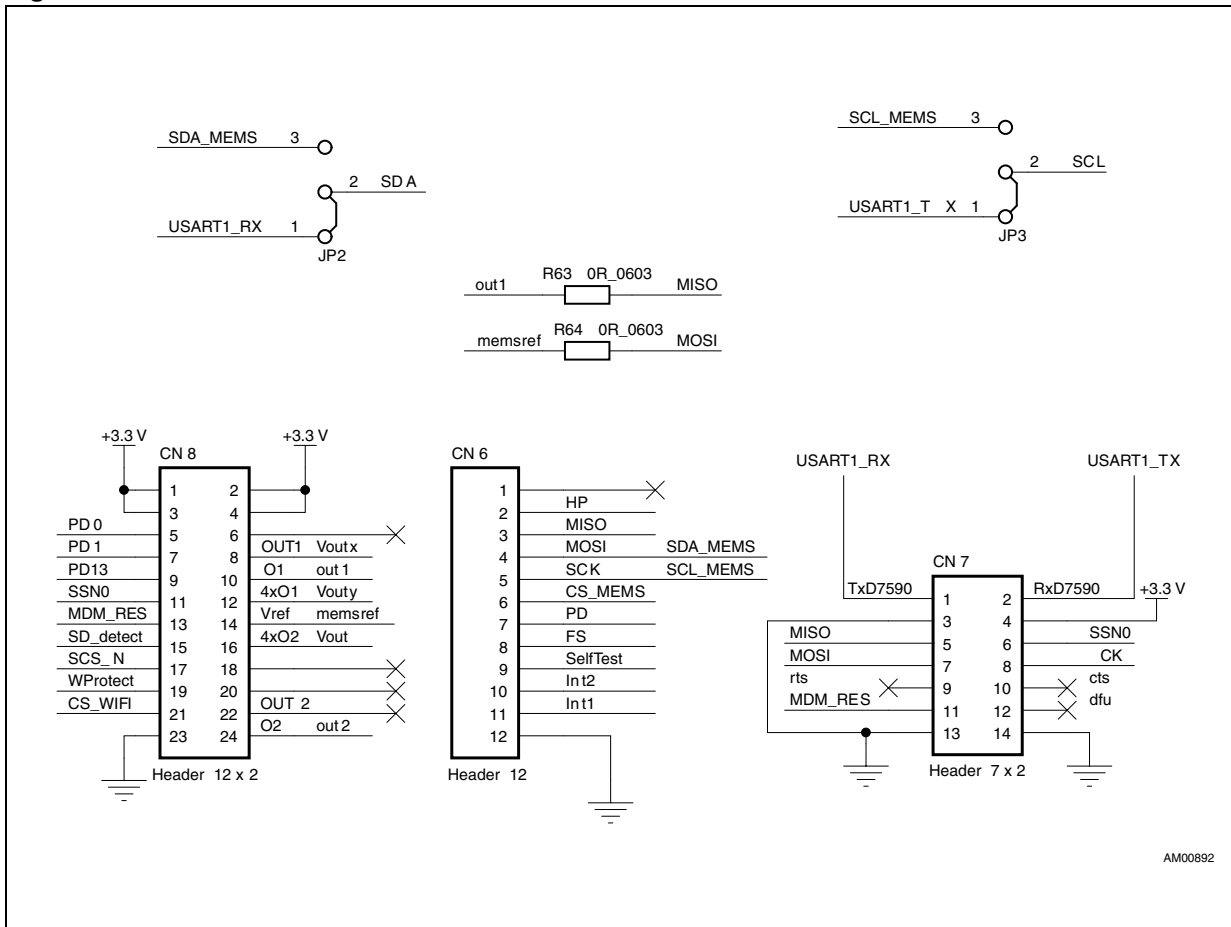 SDA_MEMS 3
2 SDA
USART1_RX 1
JP2
SCL_MEMS 3
2 SCL
USART1_T X 1
JP3
R63 0R_0603
out1 MISO
R64 0R_0603
memsref MOSI
+3.3 V +3.3 V
CN 8
1 2
3 4
PD 0 5 6
PD 1 7 8 OUT1 Voutx
PD13 9 10 O1 out 1
SSN0 11 12 4xO1 Vouty
MDM_RES 13 14 Vref memsref
SD_detect 15 16 4xO2 Vout
SCS_ N 17 18
WProtect 19 20
CS_WIFI 21 22 OUT 2
23 24 O2 out 2
Header 12 x 2
CN 6
1
2 HP
3 MISO
4 MOSI SDA_MEMS
5 SCK SCL_MEMS
6 CS_MEMS
7 PD
8 FS
9 SelfTest
10 Int2
11 Int1
12
Header 12
USART1_RX USART1_TX
CN 7
TxD7590 1 2 RxD7590 +3.3 V
3 4
MISO 5 6 SSN0
MOSI 7 8 CK
rts 9 10 cts
MDM_RES 11 12 dfu
13 14
Header 7 x 2
AM00892